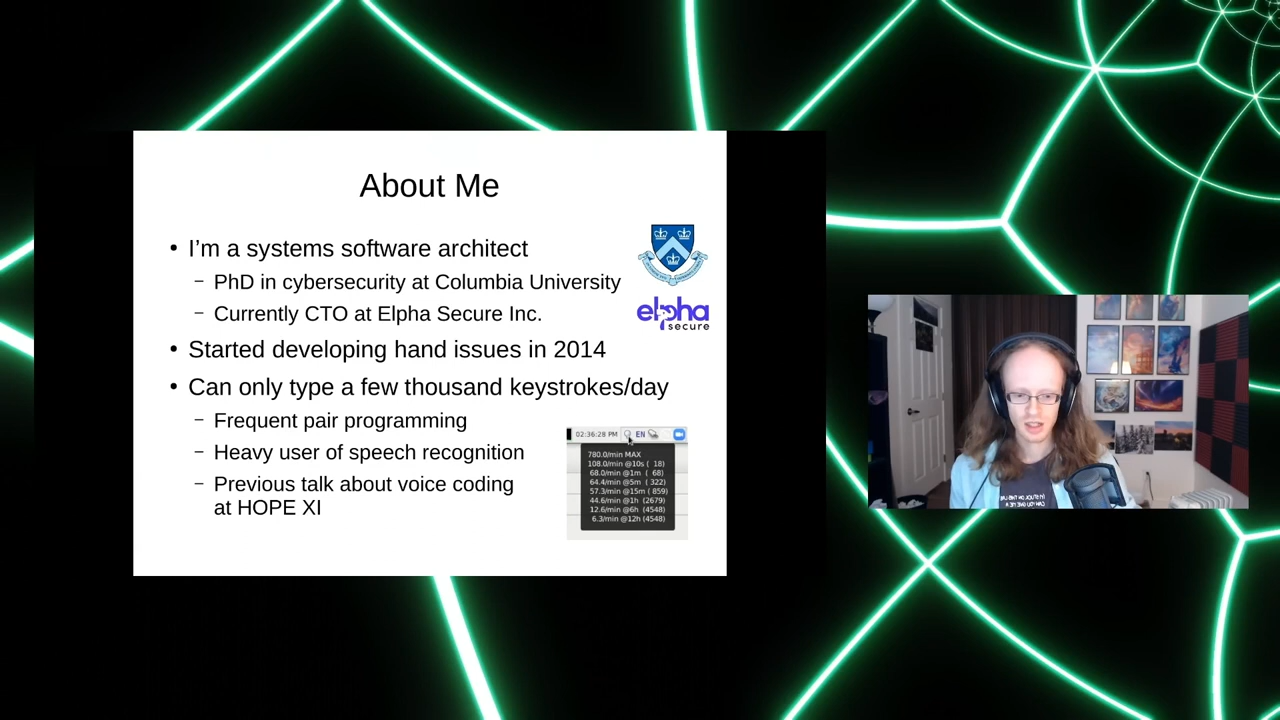 About Me
• I'm a systems software architect
– PhD in cybersecurity at Columbia University
– Currently CTO at Elpha Secure Inc.
elpha
secure
• Started developing hand issues in 2014
• Can only type a few thousand keystrokes/day
– Frequent pair programming
– Heavy user of speech recognition
– Previous talk about voice coding
at HOPE XI
02:36:28 PM EN
780.0/min MAX
108.0/min @10s ( 18)
68.0/min @1m ( 68)
64.4/min @5m ( 322)
57.3/min @15m ( 859)
44.6/min @1h (2679)
12.6/min @6h (4548)
6.3/min @12h (4548)